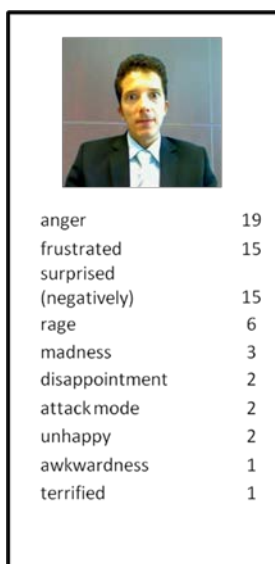 anger 19
frustrated 15
surprised
(negatively) 15
rage 6
madness 3
disappointment 2
attack mode 2
unhappy 2
awkwardness 1
terrified 1